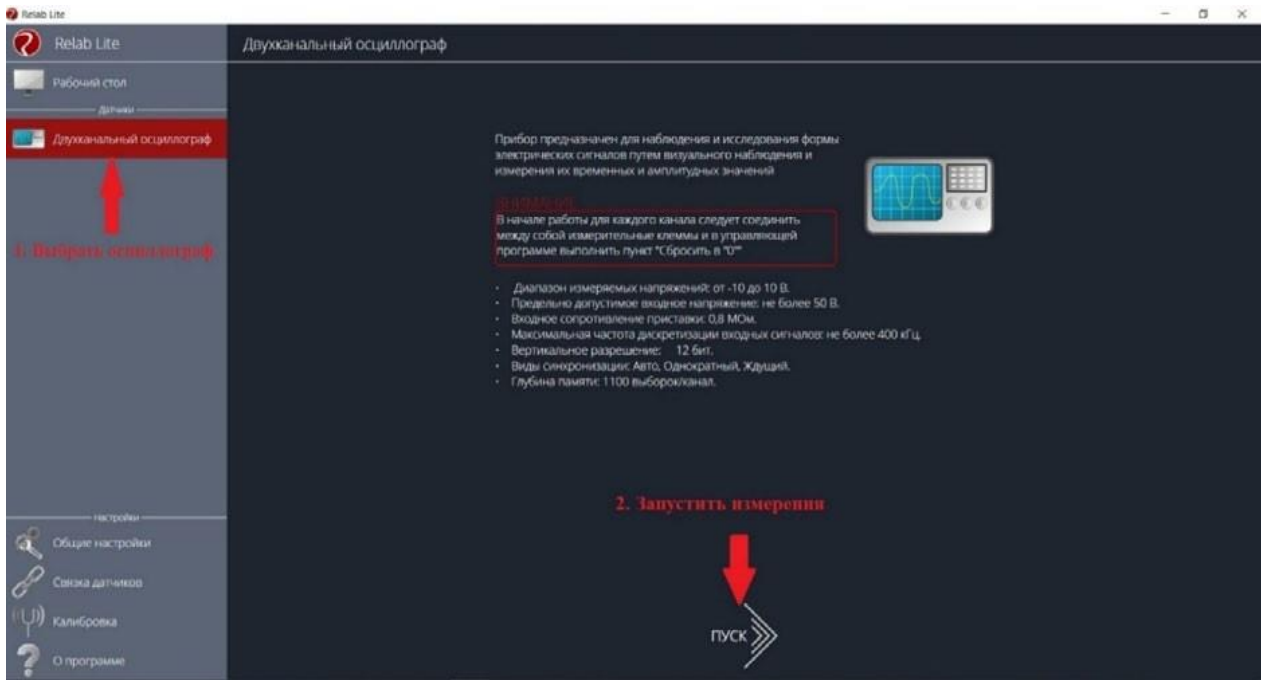 Relab Lite
Relab Lite
Двухканальный осциллограф
Рабочий стол
Датчики
Двухканальный осциллограф
1. Выбрать осциллограф
Прибор предназначен для наблюдения и исследования формы
электрических сигналов путем визуального наблюдения и
измерения их временных и амплитудных значений
ВНИМАНИЕ
В начале работы для каждого канала следует соединить
между собой измерительные клеммы и в управляющей
программе выполнить пункт "Сбросить в "0""
· Диапазон измеряемых напряжений: от -10 до 10 В.
· Предельно допустимое входное напряжение: не более 50 В.
· Входное сопротивление приставки: 0,8 МОм.
· Максимальная частота дискретизации входных сигналов: не более 400 кГц.
· Вертикальное разрешение: 12 бит.
· Виды синхронизации: Авто, Однократный, Ждущий.
· Глубина памяти: 1100 выборок/канал.
2. Запустить измерения
ПУСК
Настройки
Общие настройки
Связка датчиков
Калибровка
О программе